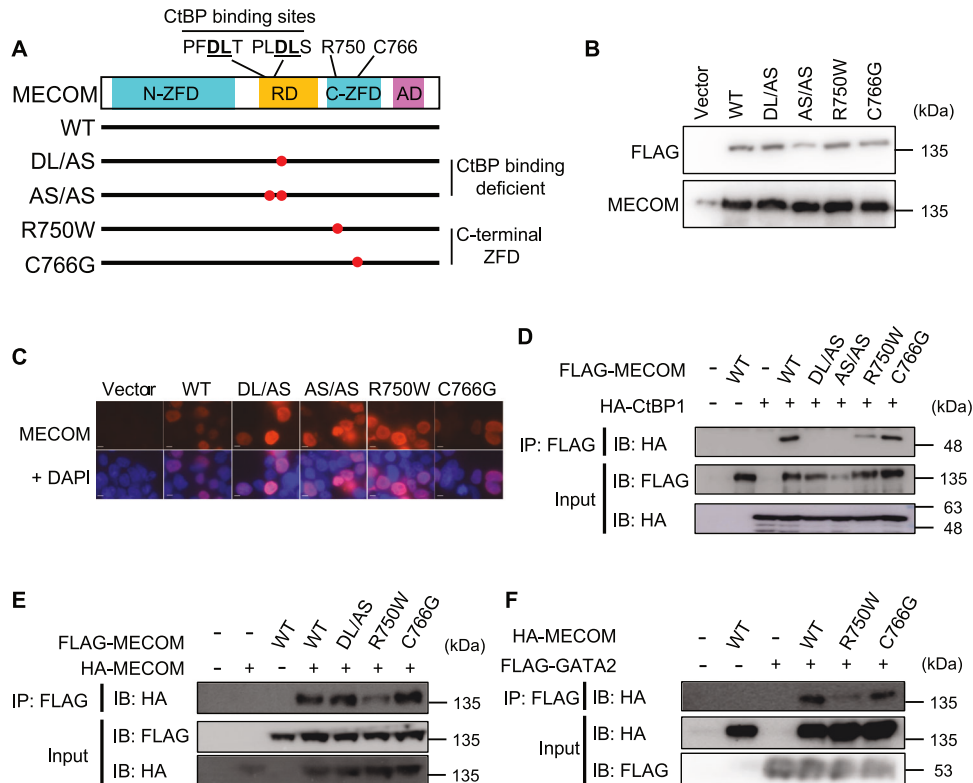 A
CtBP binding sites
PFDLT PLDLS R750 C766
MECOM N-ZFD RD C-ZFD AD
WT
DL/AS
AS/AS
CtBP binding
deficient
R750W
C766G
C-terminal
ZFD
B
Vector WT DL/AS AS/AS R750W C766G
(kDa)
FLAG 135
MECOM 135
C
Vector WT DL/AS AS/AS R750W C766G
MECOM
+ DAPI
D
FLAG-MECOM - WT - WT DL/AS AS/AS R750W C766G
HA-CtBP1 - - + + + + + + (kDa)
IP: FLAG IB: HA 48
Input IB: FLAG 135
IB: HA 63
48
E
FLAG-MECOM - - WT WT DL/AS R750W C766G (kDa)
HA-MECOM - + - + + + +
IP: FLAG IB: HA 135
Input IB: FLAG 135
IB: HA 135
F
HA-MECOM - WT - WT R750W C766G
FLAG-GATA2 - - + + + + (kDa)
IP: FLAG IB: HA 135
Input IB: HA 135
IB: FLAG 53